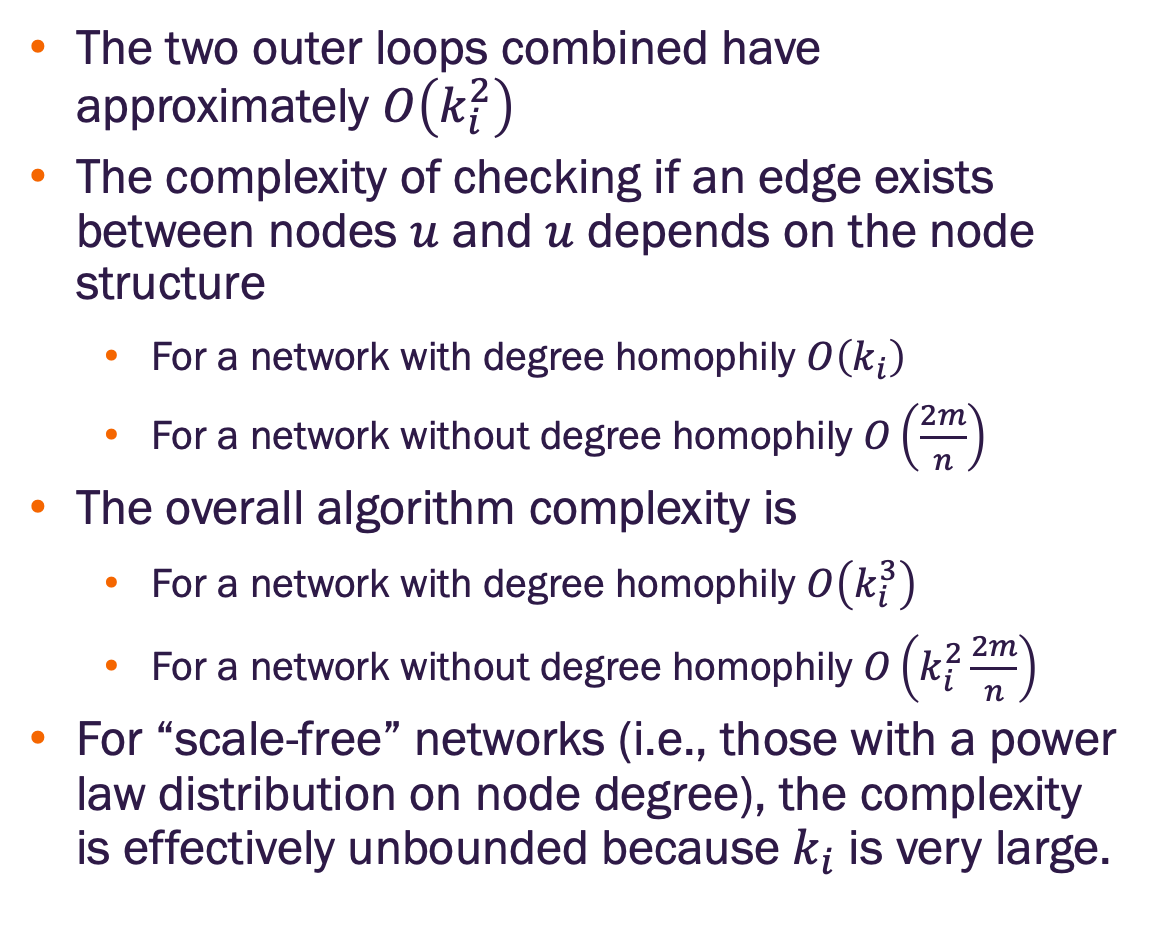 • The two outer loops combined have
approximately O(k_i^2)
• The complexity of checking if an edge exists
between nodes u and u depends on the node
structure
• For a network with degree homophily O(k_i)
• For a network without degree homophily O(2m/n)
• The overall algorithm complexity is
• For a network with degree homophily O(k_i^3)
• For a network without degree homophily O(k_i^2 2m/n)
• For “scale-free” networks (i.e., those with a power
law distribution on node degree), the complexity
is effectively unbounded because k_i is very large.